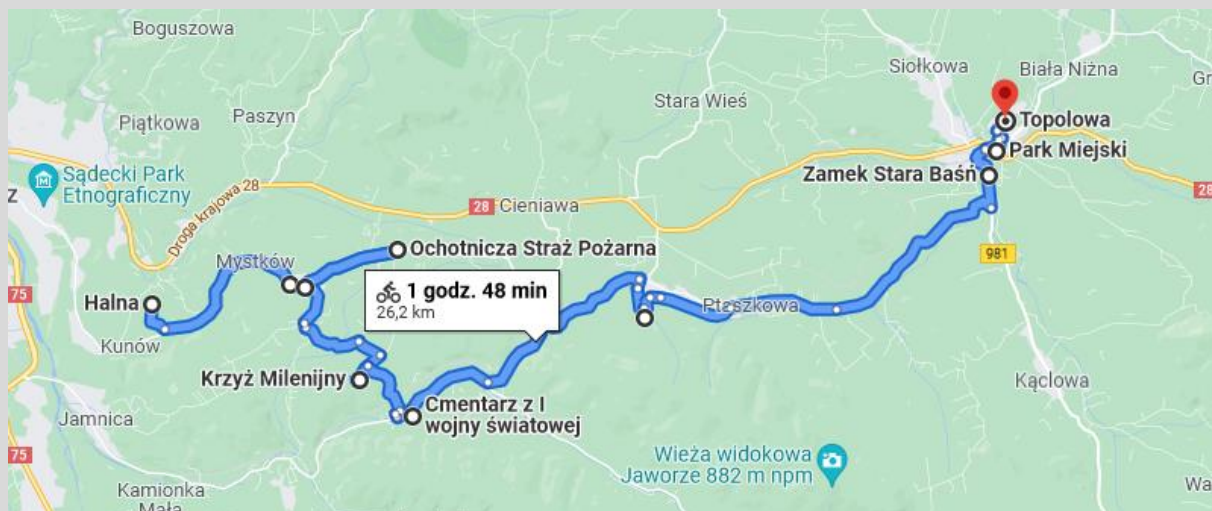 Boguszowa
Siołkowa
Biała Niżna
Gr
Stara Wieś
Paszyn
Piątkowa
Topolowa
Park Miejski
Zamek Stara Baśń
Sądecki Park
Etnograficzny
z
Droga krajowa 28
28
Cieniawa
28
Ochotnicza Straż Pożarna
981
Mystków
1 godz. 48 min
26,2 km
75
Halna
Ptaszkowa
Kunów
Krzyż Milenijny
Kąclowa
Cmentarz z I
wojny światowej
Jamnica
75
Wieża widokowa
Jaworze 882 m npm
Kamionka
Mała
Wa